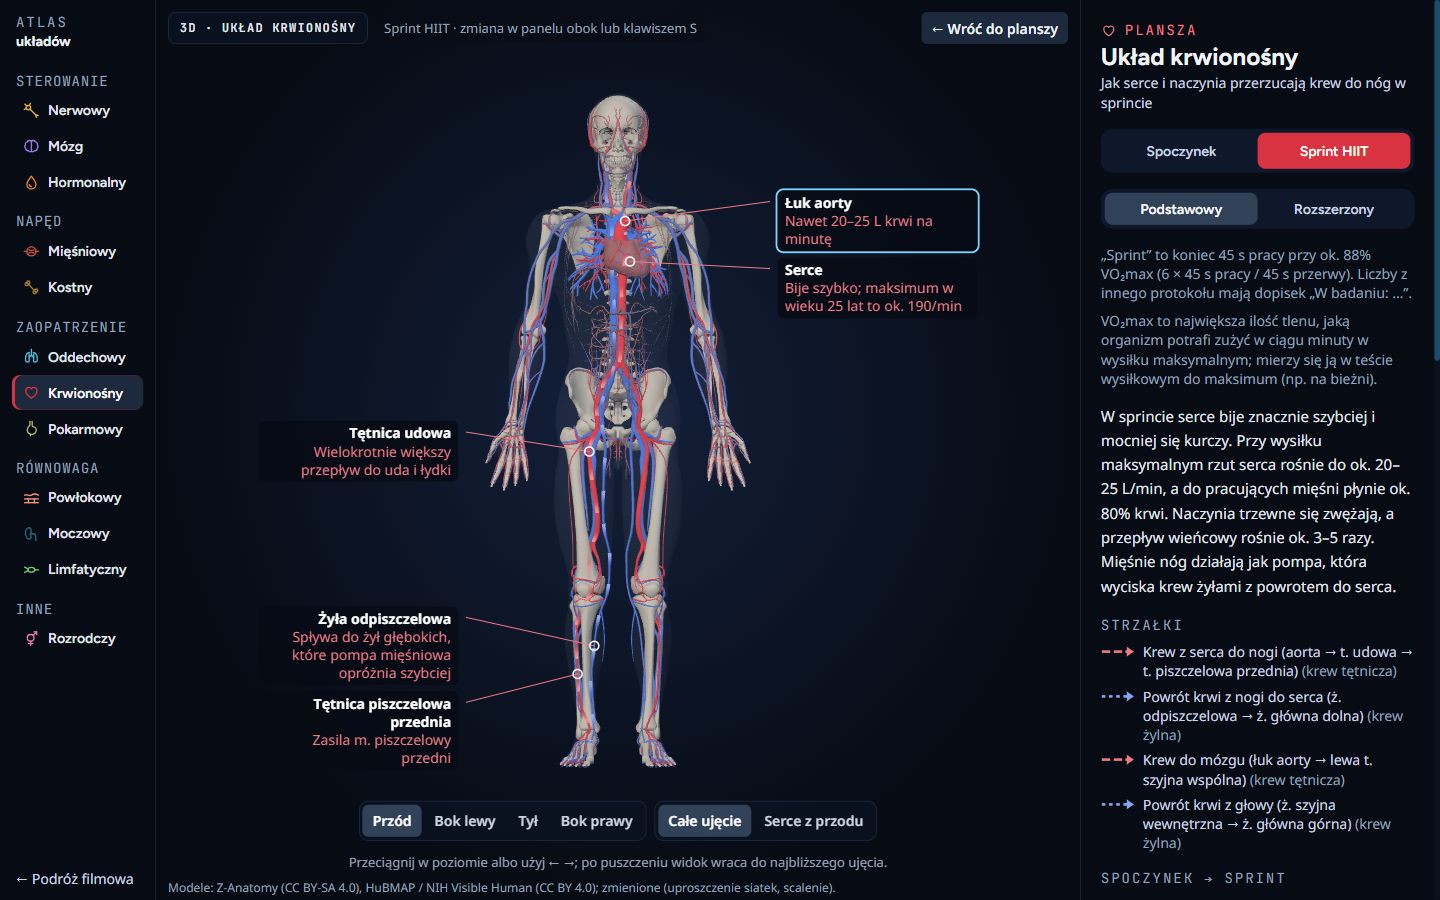 ATLAS
układów
STEROWANIE
Nerwowy
Mózg
Hormonalny
NAPĘD
Mięśniowy
Kostny
ZAOPATRZENIE
Oddechowy
Krwionośny
Pokarmowy
RÓWNOWAGA
Powłokowy
Moczowy
Limfatyczny
INNE
Rozrodczy
← Podróż filmowa
3D · UKŁAD KRWIONOŚNY
Sprint HIIT · zmiana w panelu obok lub klawiszem S
← Wróć do planszy
Łuk aorty
Nawet 20–25 L krwi na
minutę
Serce
Bije szybko; maksimum w
wieku 25 lat to ok. 190/min
Tętnica udowa
Wielokrotnie większy
przepływ do uda i łydki
Żyła odpiszczelowa
Spływa do żył głębokich,
które pompa mięśniowa
opróżnia szybciej
Tętnica piszczelowa
przednia
Zasila m. piszczelowy
przedni
Przód
Bok lewy
Tył
Bok prawy
Całe ujęcie
Serce z przodu
Przeciągnij w poziomie albo użyj ← →; po puszczeniu widok wraca do najbliższego ujęcia.
Modele: Z-Anatomy (CC BY-SA 4.0), HuBMAP / NIH Visible Human (CC BY 4.0); zmienione (uproszczenie siatek, scalenie).
PLANSZA
Układ krwionośny
Jak serce i naczynia przerzucają krew do nóg w
sprincie
Spoczynek
Sprint HIIT
Podstawowy
Rozszerzony
„Sprint” to koniec 45 s pracy przy ok. 88%
VO₂max (6 × 45 s pracy / 45 s przerwy). Liczby z
innego protokołu mają dopisek „W badaniu: …”.
VO₂max to największa ilość tlenu, jaką
organizm potrafi zużyć w ciągu minuty w
wysiłku maksymalnym; mierzy się ją w teście
wysiłkowym do maksimum (np. na bieżni).
W sprincie serce bije znacznie szybciej i
mocniej się kurczy. Przy wysiłku
maksymalnym rzut serca rośnie do ok. 20–
25 L/min, a do pracujących mięśni płynie ok.
80% krwi. Naczynia trzewne się zwężają, a
przepływ wieńcowy rośnie ok. 3–5 razy.
Mięśnie nóg działają jak pompa, która
wyciska krew żyłami z powrotem do serca.
STRZAŁKI
Krew z serca do nogi (aorta → t. udowa →
t. piszczelowa przednia) (krew tętnicza)
Powrót krwi z nogi do serca (ż.
odpiszczelowa → ż. główna dolna) (krew
żylna)
Krew do mózgu (łuk aorty → lewa t.
szyjna wspólna) (krew tętnicza)
Powrót krwi z głowy (ż. szyjna
wewnętrzna → ż. główna górna) (krew
żylna)
SPOCZYNEK → SPRINT